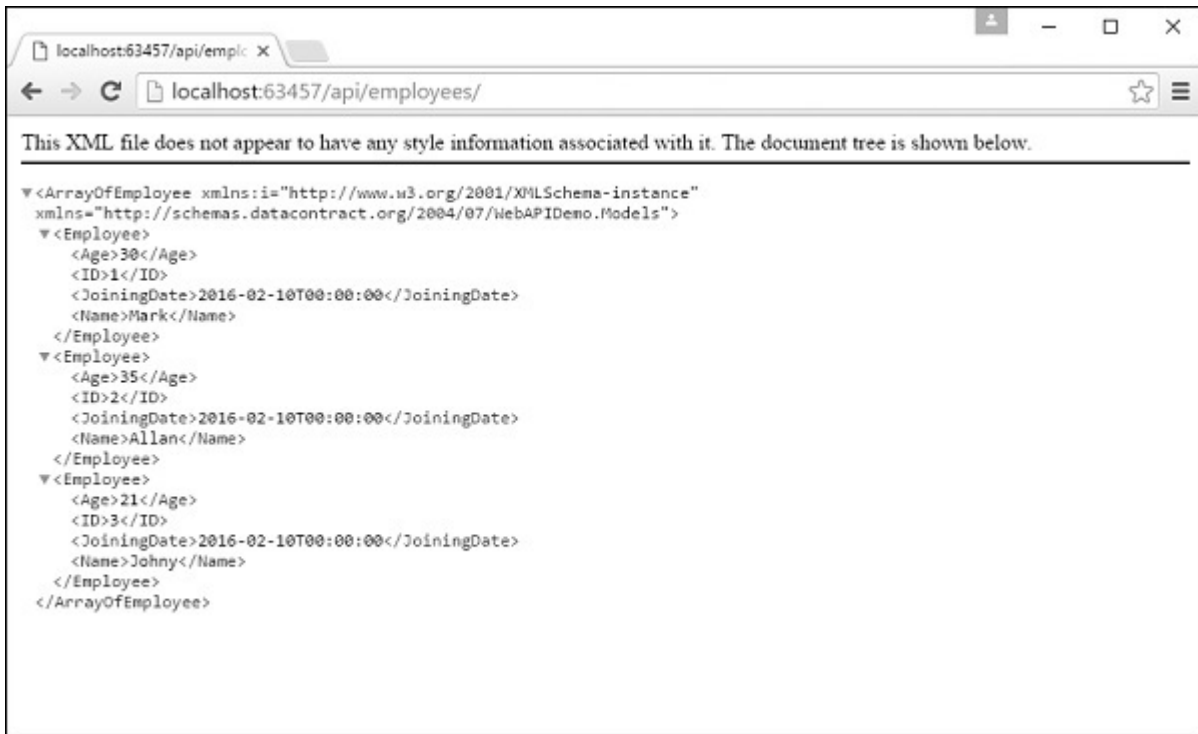 localhost:63457/api/emplc
localhost:63457/api/employees/
This XML file does not appear to have any style information associated with it. The document tree is shown below.
▼<ArrayOfEmployee xmlns:i="http://www.w3.org/2001/XMLSchema-instance"
xmlns="http://schemas.datacontract.org/2004/07/WebAPIDemo.Models">
▼<Employee>
<Age>30</Age>
<ID>1</ID>
<JoiningDate>2016-02-10T00:00:00</JoiningDate>
<Name>Mark</Name>
</Employee>
▼<Employee>
<Age>35</Age>
<ID>2</ID>
<JoiningDate>2016-02-10T00:00:00</JoiningDate>
<Name>Allan</Name>
</Employee>
▼<Employee>
<Age>21</Age>
<ID>3</ID>
<JoiningDate>2016-02-10T00:00:00</JoiningDate>
<Name>Johny</Name>
</Employee>
</ArrayOfEmployee>